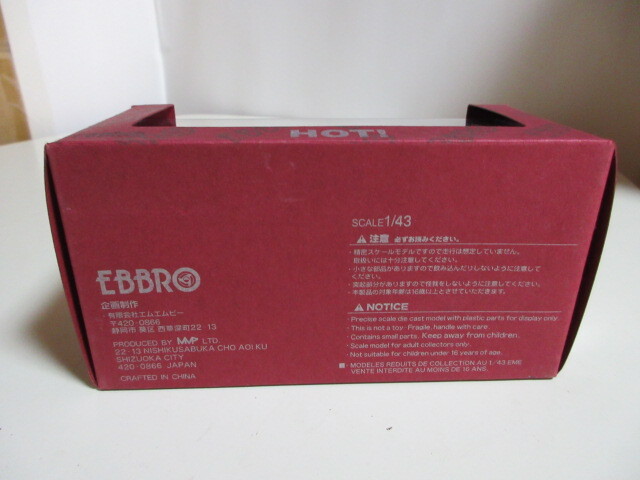 HOT!
SCALE 1/43
注意 必ずお読みください。
・精密スケールモデルですので走行は想定していません。
取扱いには十分注意してください。
・小さな部品がありますので飲み込んだりしないように注意して
ください。
・突起部分がありますので怪我をしないように注意してください。
・本製品の対象年齢は16歳以上とさせていただきます。
EBBRO
企画制作
有限会社エムエムピー
〒420-0866
静岡市 葵区 西草深町22-13
PRODUCED BY MMP LTD.
22-13 NISHIKUSABUKA CHO AOI KU
SHIZUOKA CITY
420-0866 JAPAN
CRAFTED IN CHINA
NOTICE
・Precise scale die cast model with plastic parts for display only.
・This is not a toy. Fragile, handle with care.
・Contains small parts. Keep away from children.
・Scale model for adult collectors only.
・Not suitable for children under 16 years of age.
■・MODELES REDUITS DE COLLECTION AU 1/43 EME
VENTE INTERDITE AU MOINS DE 16 ANS.